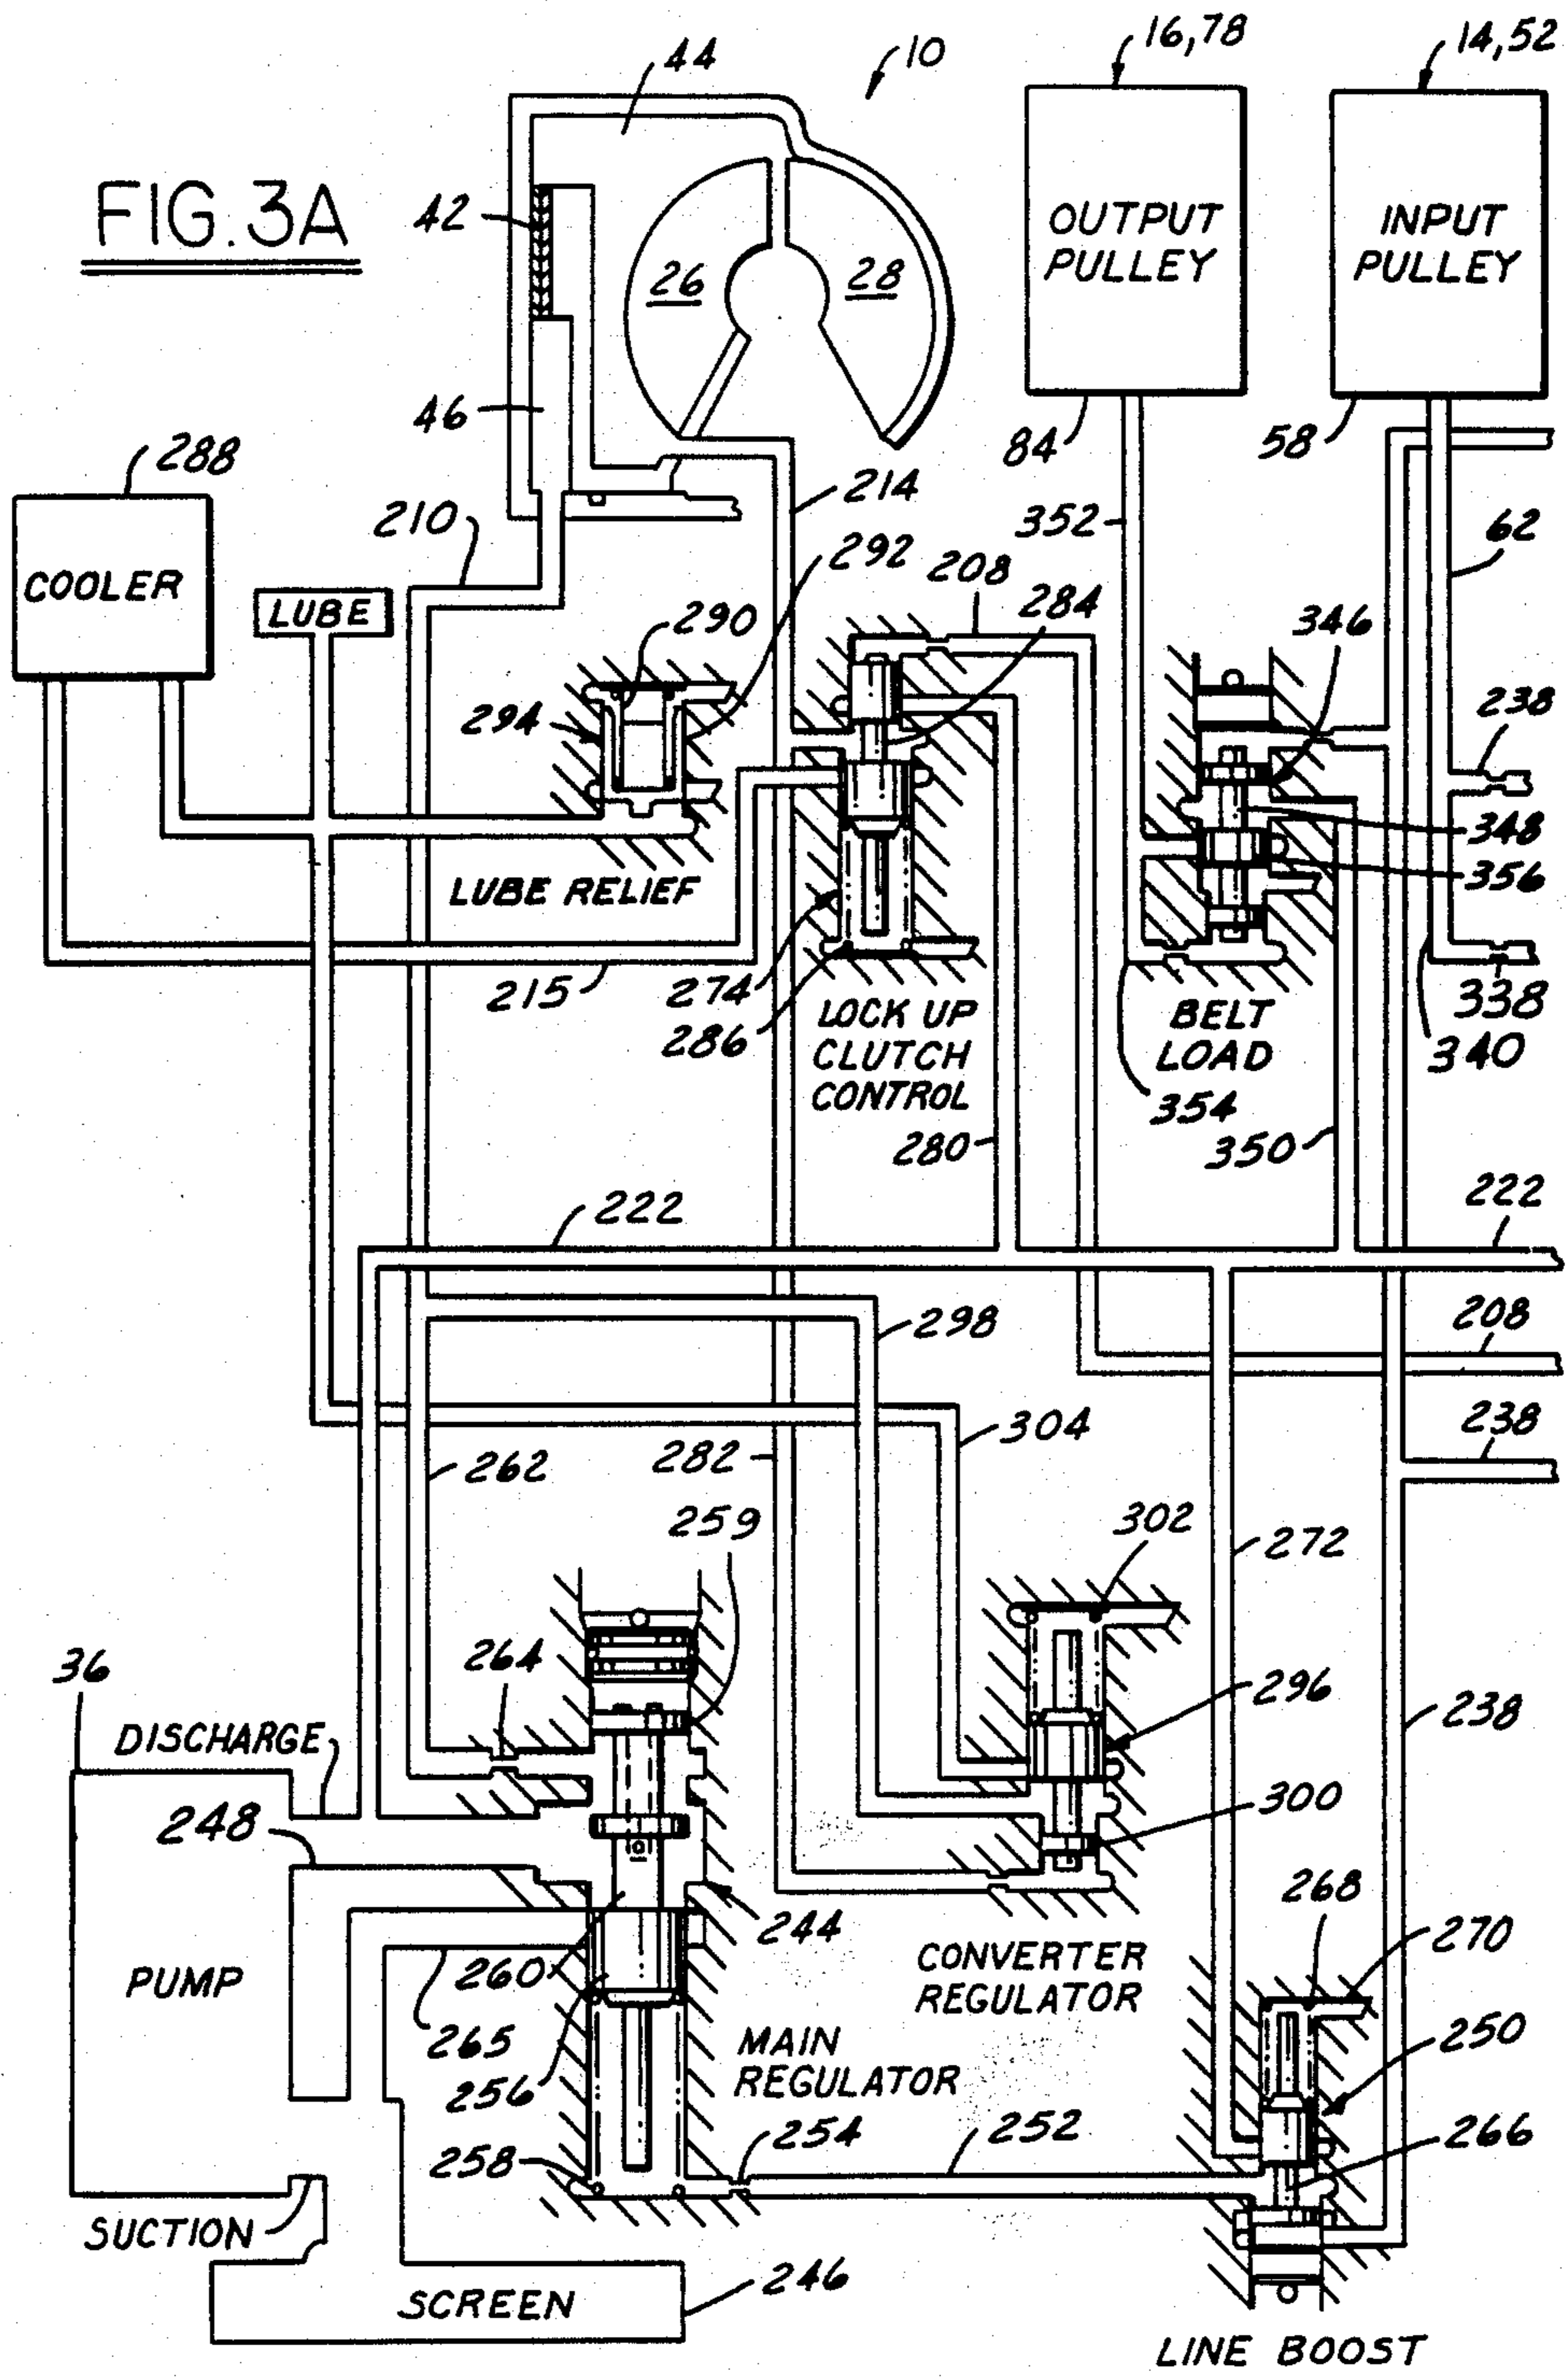 FIG. 3A
44
10
16,78
14,52
42
26
28
OUTPUT
PULLEY
INPUT
PULLEY
46
84
58
288
210
214
292
352
62
COOLER
LUBE
208
284
290
346
294
238
348
356
LUBE RELIEF
215
274
286
LOCK UP
CLUTCH
CONTROL
BELT
LOAD
338
340
354
280
350
222
222
298
208
304
282
238
262
259
302
272
36
264
296
238
DISCHARGE
248
300
268
244
270
PUMP
260
CONVERTER
REGULATOR
265
256
MAIN
REGULATOR
250
254
252
266
258
SUCTION
SCREEN
246
LINE BOOST